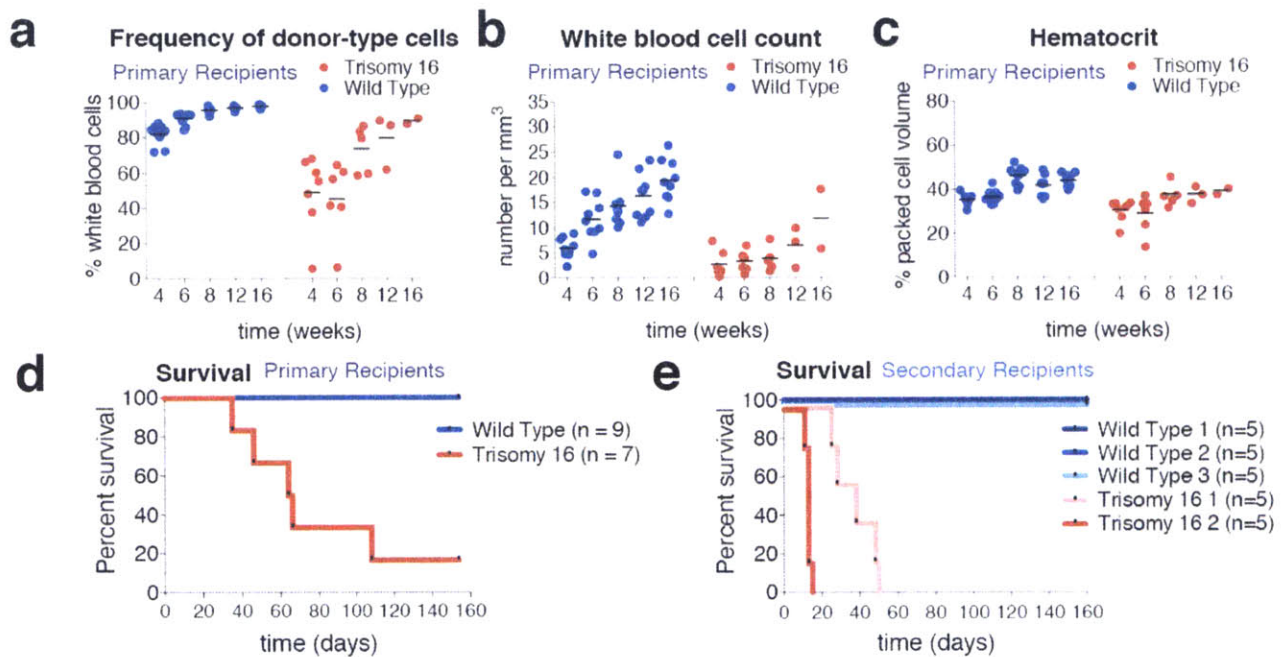 a
Frequency of donor-type cells
Primary Recipients
Trisomy 16
Wild Type
% white blood cells
100
80
60
40
20
0
4 6 8 12 16 4 6 8 12 16
time (weeks)
b
White blood cell count
Primary Recipients
Trisomy 16
Wild Type
number per mm³
35
30
25
20
15
10
5
0
4 6 8 12 16 4 6 8 12 16
time (weeks)
c
Hematocrit
Primary Recipients
Trisomy 16
Wild Type
% packed cell volume
80
60
40
20
0
4 6 8 12 16 4 6 8 12 16
time (weeks)
d
Survival Primary Recipients
Percent survival
100
80
60
40
20
0
Wild Type (n = 9)
Trisomy 16 (n = 7)
0 20 40 60 80 100 120 140 160
time (days)
e
Survival Secondary Recipients
Percent survival
100
80
60
40
20
0
Wild Type 1 (n=5)
Wild Type 2 (n=5)
Wild Type 3 (n=5)
Trisomy 16 1 (n=5)
Trisomy 16 2 (n=5)
0 20 40 60 80 100 120 140 160
time (days)